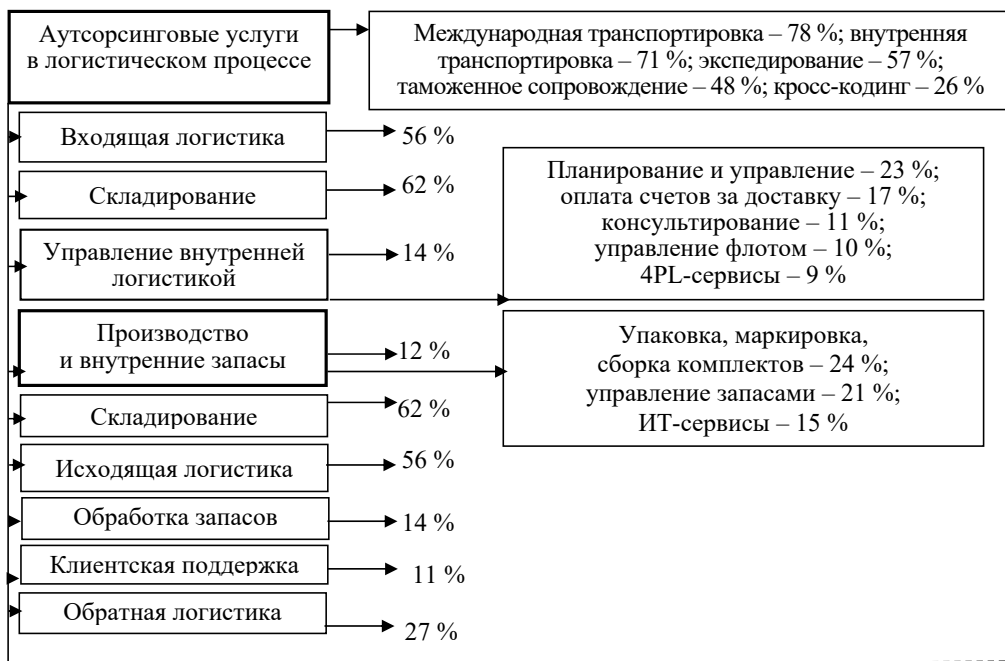 Аутсорсинговые услуги
в логистическом процессе
Международная транспортировка – 78 %; внутренняя
транспортировка – 71 %; экспедирование – 57 %;
таможенное сопровождение – 48 %; кросс-кодинг – 26 %
Входящая логистика
56 %
Складирование
62 %
Планирование и управление – 23 %;
оплата счетов за доставку – 17 %;
консультирование – 11 %;
управление флотом – 10 %;
4PL-сервисы – 9 %
Управление внутренней
логистикой
14 %
Производство
и внутренние запасы
12 %
Упаковка, маркировка,
сборка комплектов – 24 %;
управление запасами – 21 %;
ИТ-сервисы – 15 %
Складирование
62 %
Исходящая логистика
56 %
Обработка запасов
14 %
Клиентская поддержка
11 %
Обратная логистика
27 %